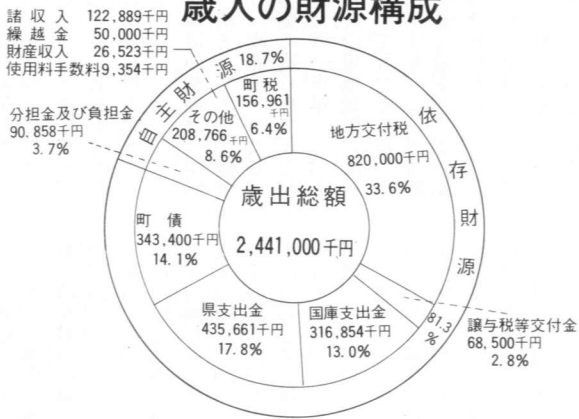 歳入の財源構成
諸収入 122,889千円
繰越金 50,000千円
財産収入 26,523千円
使用料手数料9,354千円
分担金及び負担金
90.858千円
3.7%
自主財源 18.7%
その他
208,766千円
8.6%
町税
156,961
千円
6.4%
地方交付税
820,000千円
33.6%
依存財源
81.3
%
歳出総額
2,441,000千円
町債
343,400千円
14.1%
県支出金
435,661千円
17.8%
国庫支出金
316,854千円
13.0%
譲与税等交付金
68,500千円
2.8%